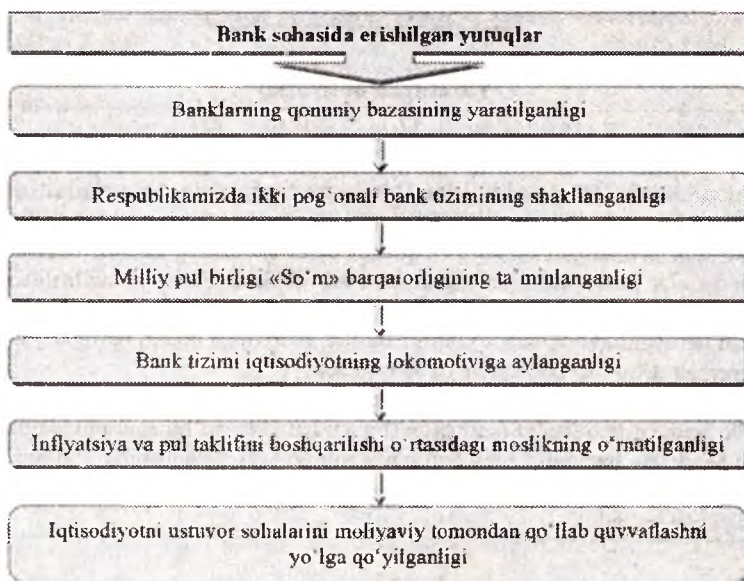 Bank sohasida erishilgan yutuqlar
Banklarning qonuniy bazasining yaratilganligi
Respublikamizda ikki pog‘onali bank tizimining shakllanganligi
Milliy pul birligi «So‘m» barqarorligining ta’minlanganligi
Bank tizimi iqtisodiyotning lokomotiviga aylanganligi
Inflyatsiya va pul taklifini boshqarilishi o‘rtasidagi moslikning o‘rnatilganligi
Iqtisodiyotni ustuvor sohalarini moliyaviy tomondan qo‘llab quvvatlashni
yo‘lga qo‘yilganligi